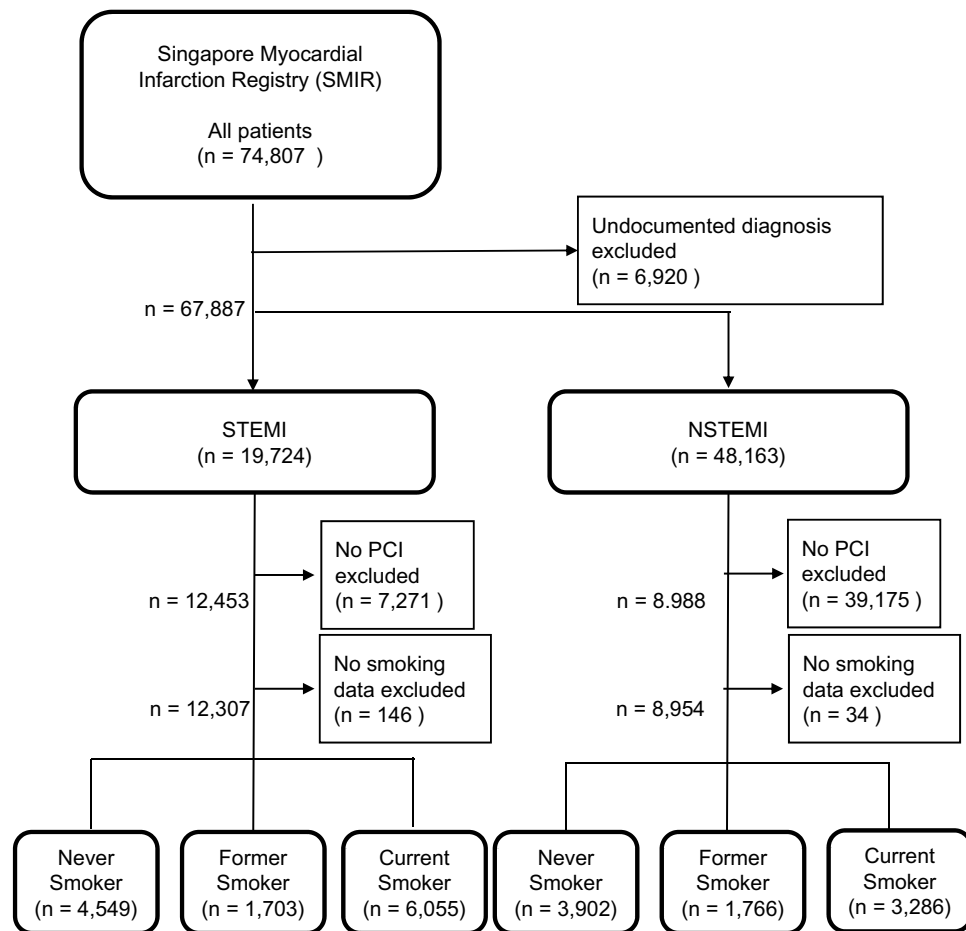 Singapore Myocardial
Infarction Registry (SMIR)
All patients
(n = 74,807 )
Undocumented diagnosis
excluded
(n = 6,920 )
n = 67,887
STEMI
(n = 19,724)
NSTEMI
(n = 48,163)
No PCI
excluded
(n = 7,271 )
n = 12,453
No PCI
excluded
(n = 39,175 )
n = 8.988
No smoking
data excluded
(n = 146 )
n = 12,307
No smoking
data excluded
(n = 34 )
n = 8,954
Never
Smoker
(n = 4,549)
Former
Smoker
(n = 1,703)
Current
Smoker
(n = 6,055)
Never
Smoker
(n = 3,902)
Former
Smoker
(n = 1,766)
Current
Smoker
(n = 3,286)